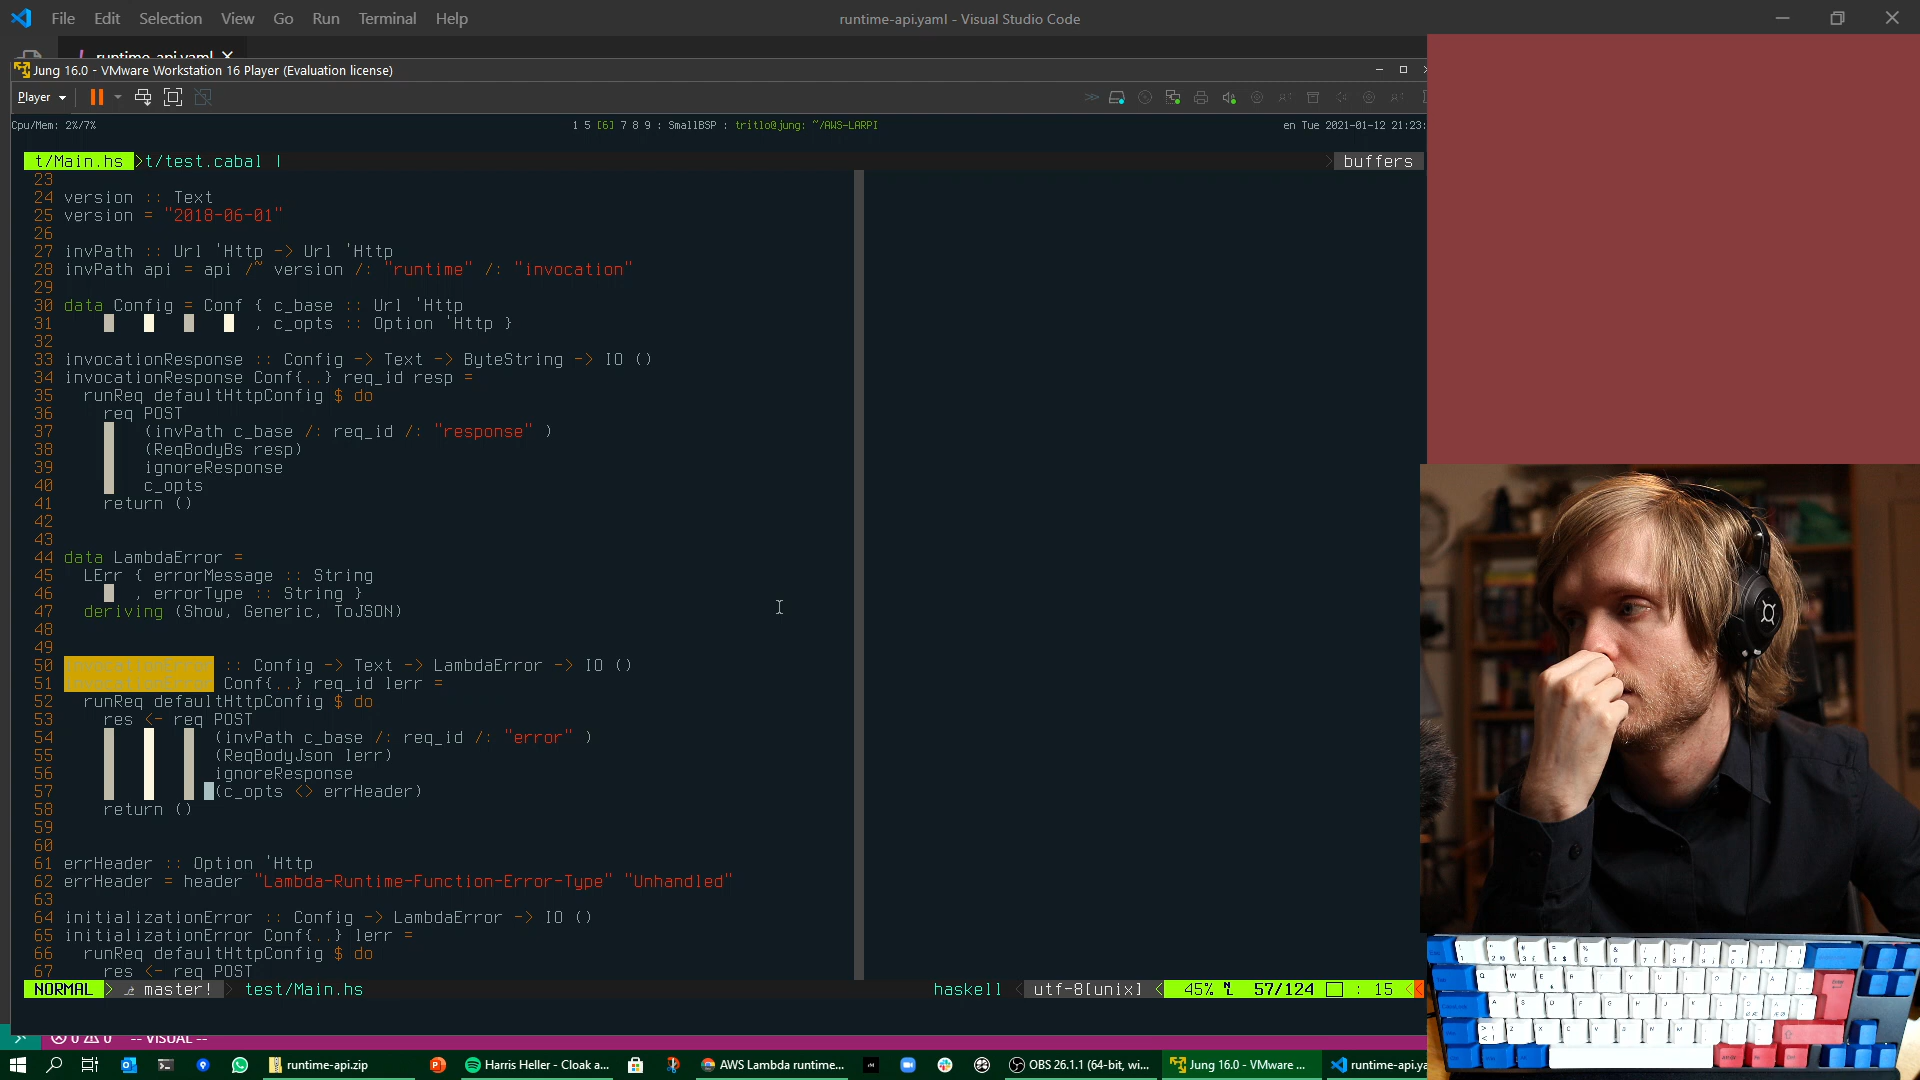 File Edit Selection View Go Run Terminal Help
runtime-api.yaml - Visual Studio Code
runtime-api.yaml
Jung 16.0 - VMware Workstation 16 Player (Evaluation license)
Player
Cpu/Mem: 2%/7%
1 5 [6] 7 8 9 : SmallBSP : tritlo@jung: ~/AWS-LARPI
en Tue 2021-01-12 21:23:
t/Main.hs >t/test.cabal |
buffers
23
24 version :: Text
25 version = "2018-06-01"
26
27 invPath :: Url 'Http -> Url 'Http
28 invPath api = api /~ version /: "runtime" /: "invocation"
29
30 data Config = Conf { c_base :: Url 'Http
31 , c_opts :: Option 'Http }
32
33 invocationResponse :: Config -> Text -> ByteString -> IO ()
34 invocationResponse Conf{..} req_id resp =
35 runReq defaultHttpConfig $ do
36 req POST
37 (invPath c_base /: req_id /: "response" )
38 (ReqBodyBs resp)
39 ignoreResponse
40 c_opts
41 return ()
42
43
44 data LambdaError =
45 LErr { errorMessage :: String
46 , errorType :: String }
47 deriving (Show, Generic, ToJSON)
48
49
50 invocationError :: Config -> Text -> LambdaError -> IO ()
51 invocationError Conf{..} req_id lerr =
52 runReq defaultHttpConfig $ do
53 res <- req POST
54 (invPath c_base /: req_id /: "error" )
55 (ReqBodyJson lerr)
56 ignoreResponse
57 (c_opts <> errHeader)
58 return ()
59
60
61 errHeader :: Option 'Http
62 errHeader = header "Lambda-Runtime-Function-Error-Type" "Unhandled"
63
64 initializationError :: Config -> LambdaError -> IO ()
65 initializationError Conf{..} lerr =
66 runReq defaultHttpConfig $ do
67 res <- req POST
NORMAL > master! > test/Main.hs
haskell < utf-8[unix] < 45% 57/124 : 15
0 0 -- VISUAL --
runtime-api.zip
Harris Heller - Cloak a...
AWS Lambda runtime...
OBS 26.1.1 (64-bit, wi...
Jung 16.0 - VMware ...
runtime-api.ya